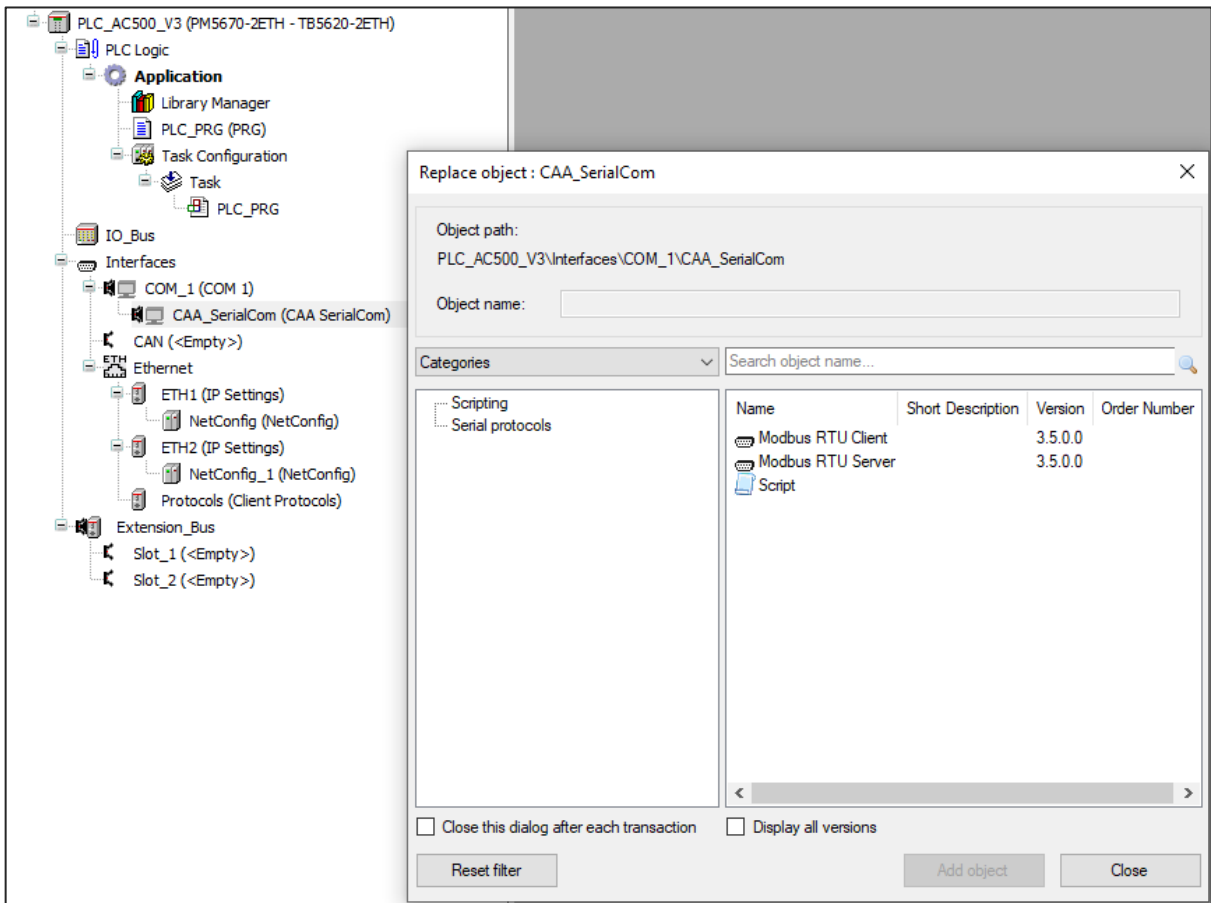 PLC_AC500_V3 (PM5670-2ETH - TB5620-2ETH)
PLC Logic
Application
Library Manager
PLC_PRG (PRG)
Task Configuration
Task
PLC_PRG
IO_Bus
Interfaces
COM_1 (COM 1)
CAA_SerialCom (CAA SerialCom)
CAN (<Empty>)
ETH
Ethernet
ETH1 (IP Settings)
NetConfig (NetConfig)
ETH2 (IP Settings)
NetConfig_1 (NetConfig)
Protocols (Client Protocols)
Extension_Bus
Slot_1 (<Empty>)
Slot_2 (<Empty>)
Replace object : CAA_SerialCom
Object path:
PLC_AC500_V3\Interfaces\COM_1\CAA_SerialCom
Object name:
Categories
Search object name...
Scripting
Serial protocols
Name Short Description Version Order Number
Modbus RTU Client 3.5.0.0
Modbus RTU Server 3.5.0.0
Script
Close this dialog after each transaction
Display all versions
Reset filter
Add object
Close